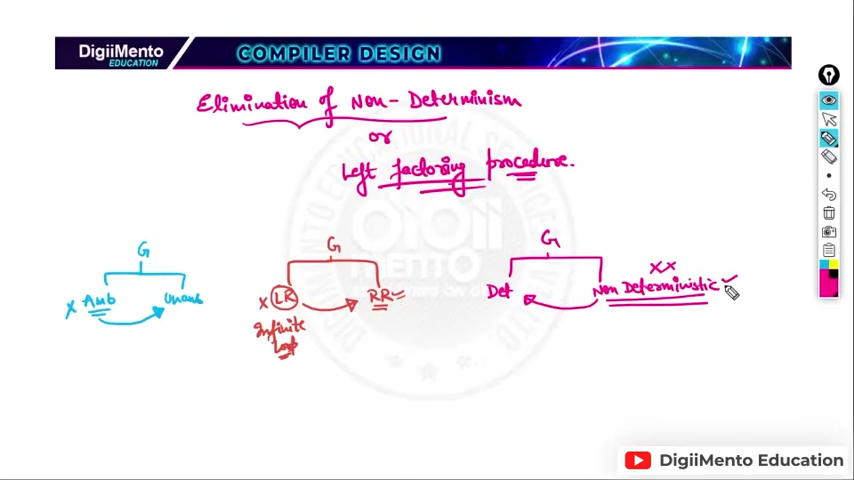 DigiiMento
EDUCATION
COMPILER DESIGN
Elimination of Non-Determinism
or
Left factoring procedure.
G
G
G
x Amb
Unamb
x LR
RR
Infinite
Loop
Det
xx
Non Deterministic
DigiiMento Education